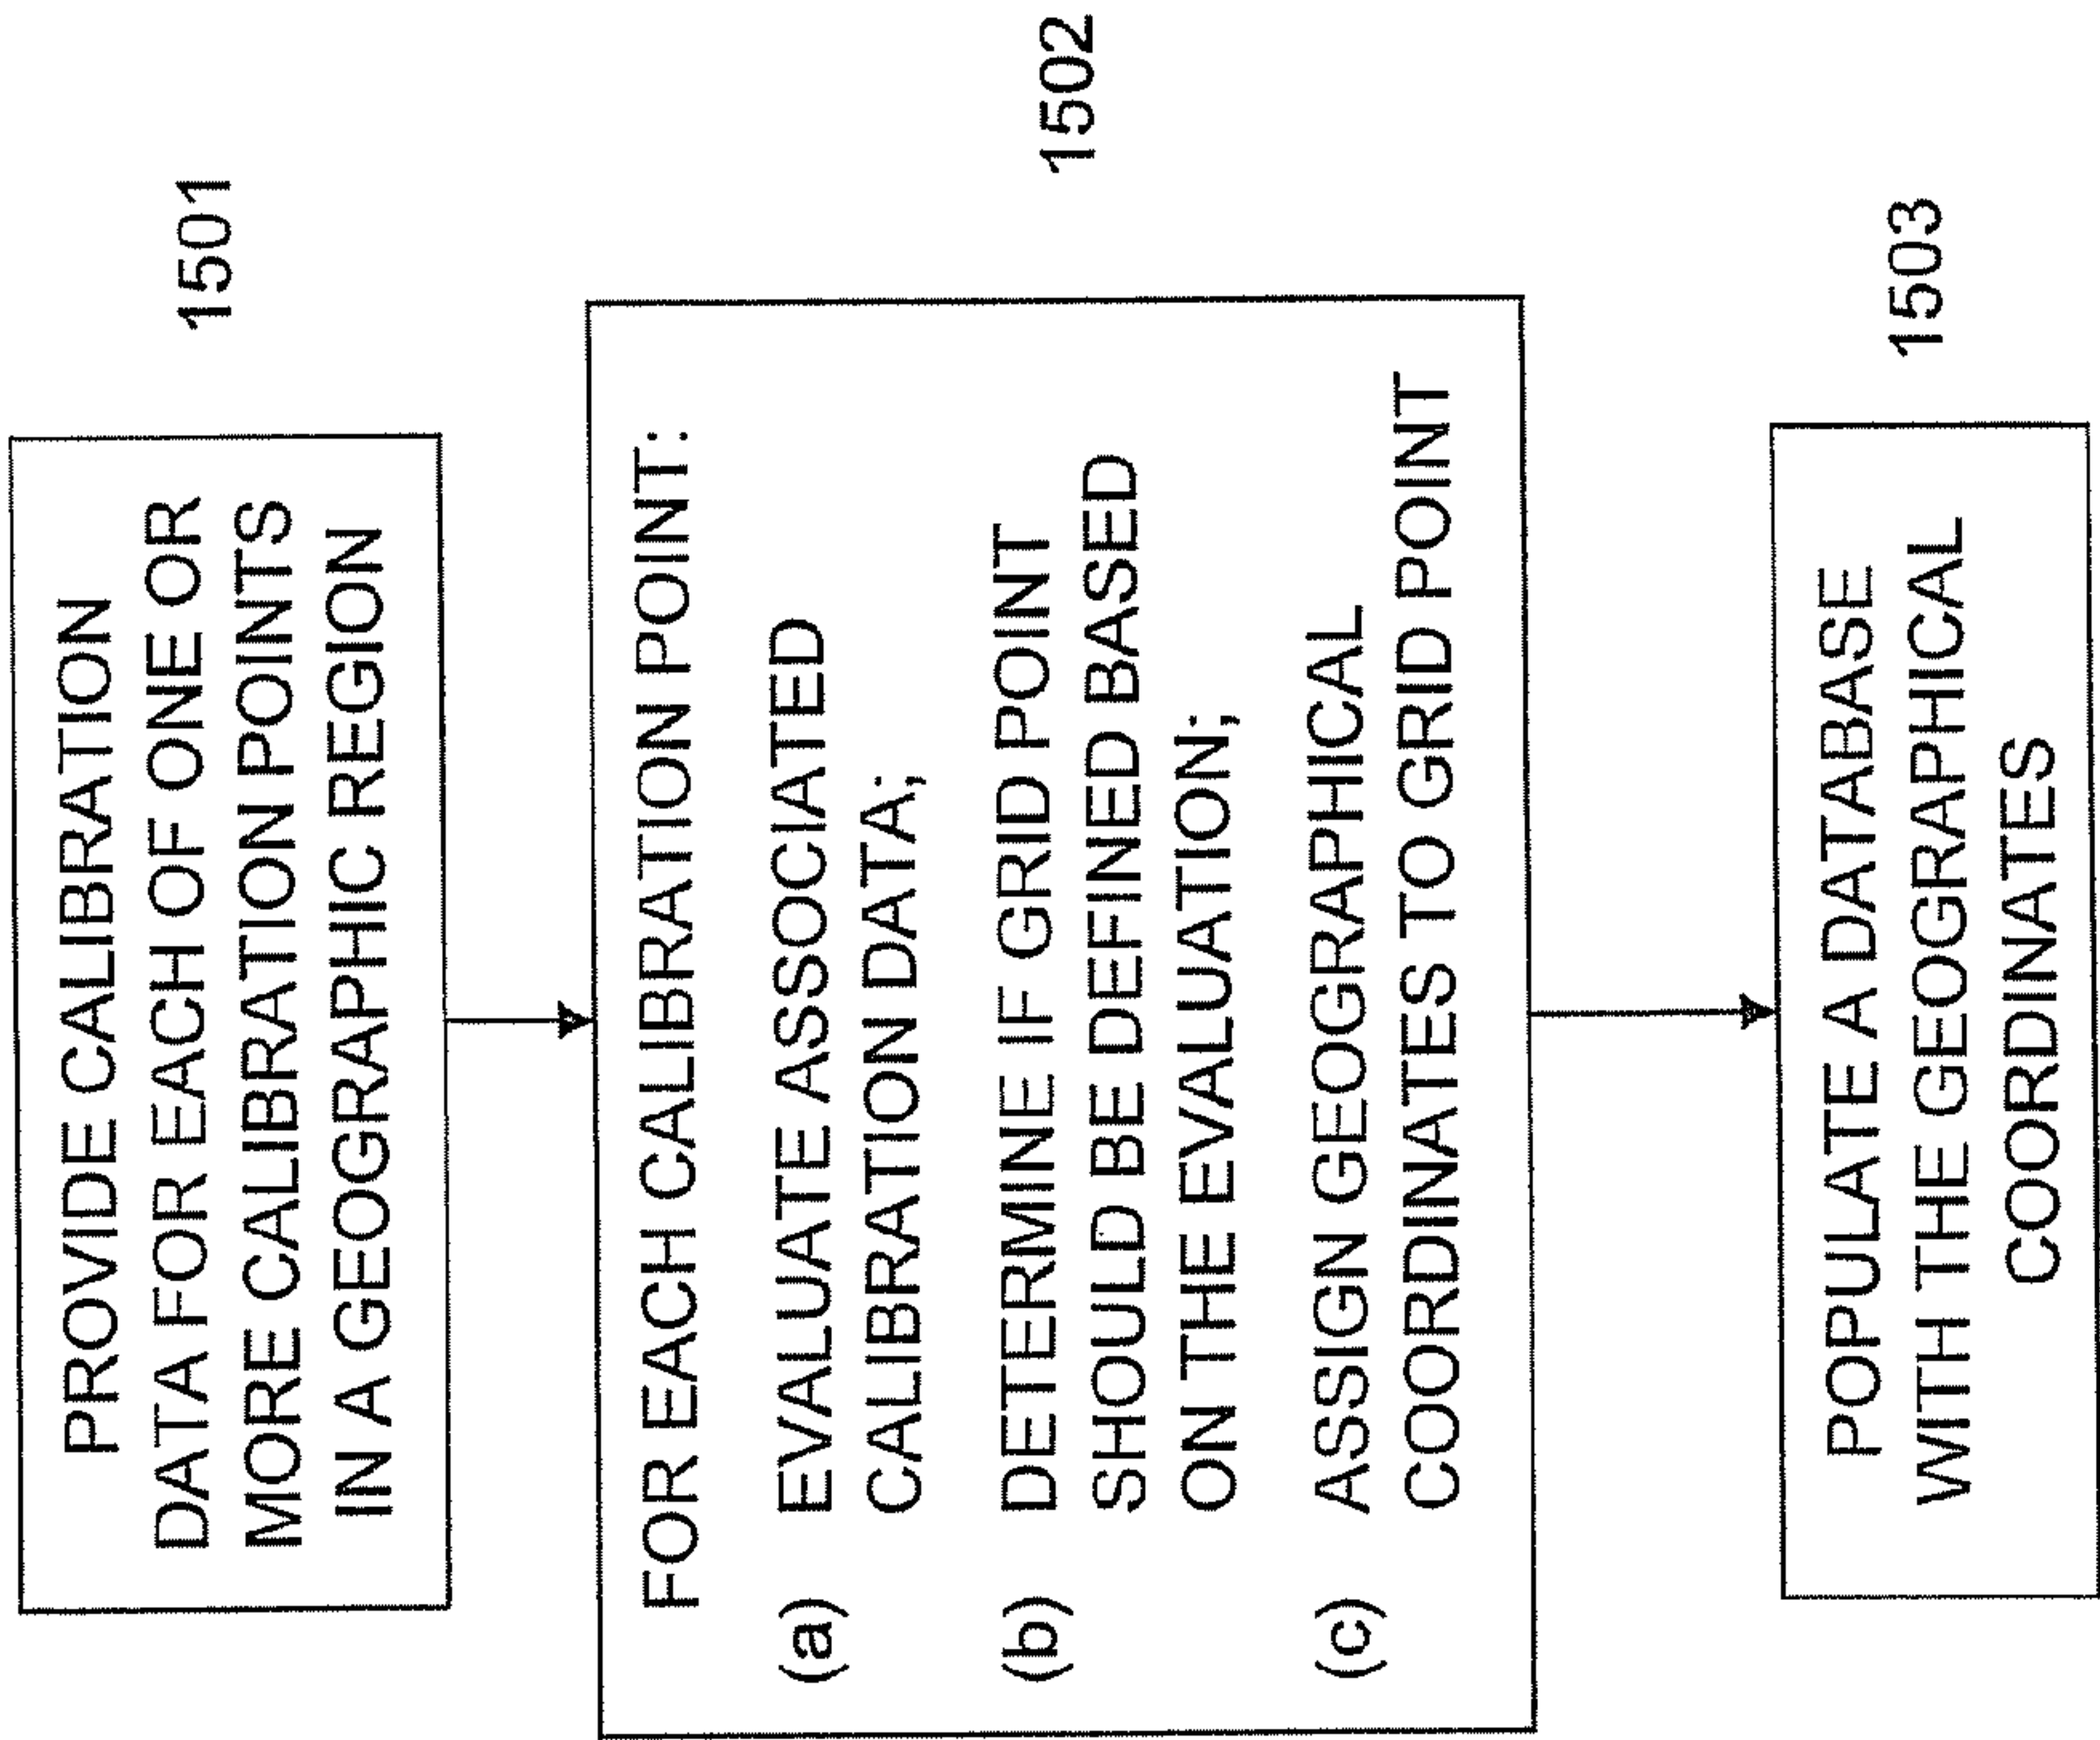 PROVIDE CALIBRATION
DATA FOR EACH OF ONE OR
MORE CALIBRATION POINTS
IN A GEOGRAPHIC REGION
1501
FOR EACH CALIBRATION POINT:
(a) EVALUATE ASSOCIATED
CALIBRATION DATA;
(b) DETERMINE IF GRID POINT
SHOULD BE DEFINED BASED
ON THE EVALUATION;
(c) ASSIGN GEOGRAPHICAL
COORDINATES TO GRID POINT
1502
POPULATE A DATABASE
WITH THE GEOGRAPHICAL
COORDINATES
1503